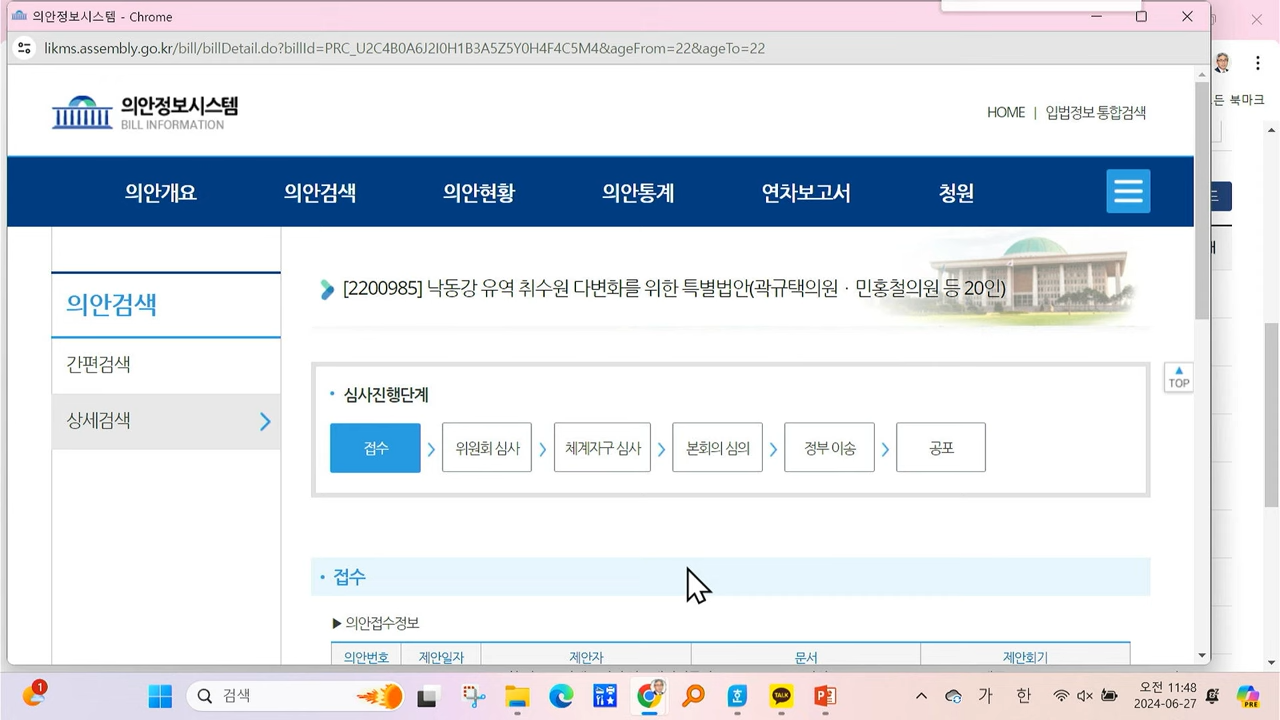 의안정보시스템 - Chrome
likms.assembly.go.kr/bill/billDetail.do?billId=PRC_U2C4B0A6J2I0H1B3A5Z5Y0H4F4C5M4&ageFrom=22&ageTo=22
의안정보시스템
BILL INFORMATION
HOME | 입법정보 통합검색
든 북마크
의안개요 의안검색 의안현황 의안통계 연차보고서 청원
[2200985] 낙동강 유역 취수원 다변화를 위한 특별법안(곽규택의원ㆍ민홍철의원 등 20인)
의안검색
간편검색
상세검색
TOP
• 심사진행단계
접수 위원회 심사 체계자구 심사 본회의 심의 정부 이송 공포
• 접수
▶ 의안접수정보
의안번호 제안일자 제안자 문서 제안회기
1
검색
TALK
가
한
오전 11:48
2024-06-27
PRE